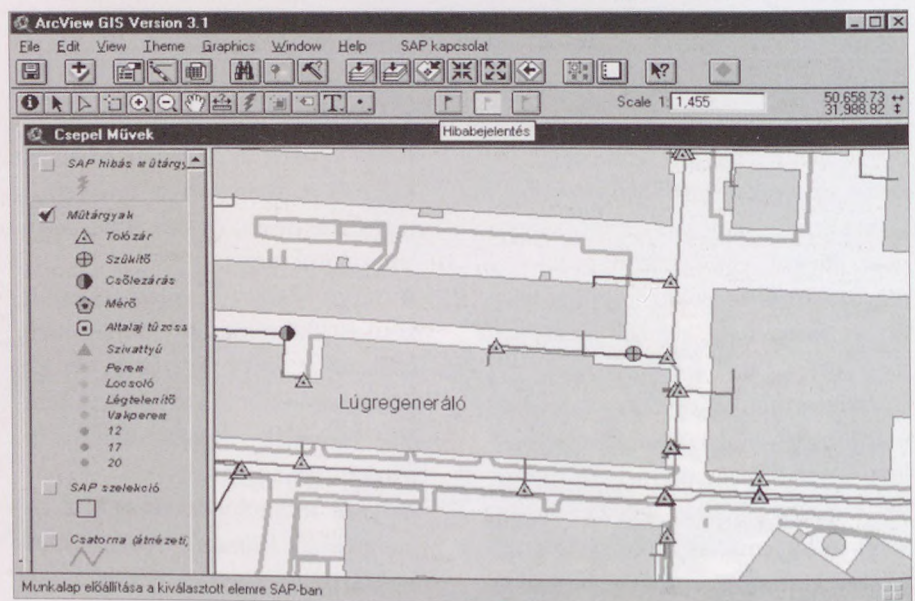 ArcView GIS Version 3.1
File Edit View Theme Graphics Window Help SAP kapcsolat
Scale 1: 1,455
50,658.73
31,988.82
Hibabejelentés
Csepel Művek
SAP hibás műtárgy
Műtárgyak
Tolózár
Szűkítő
Csőlezárás
Mérő
Altalaj tűzcsa
Szivattyú
Perem
Locsoló
Légtelenítő
Vakperem
12
17
20
SAP szelekció
Csatorna (átnézeti)
Lúgregeneráló
Munkalap előállítása a kiválasztott elemre SAP-ban